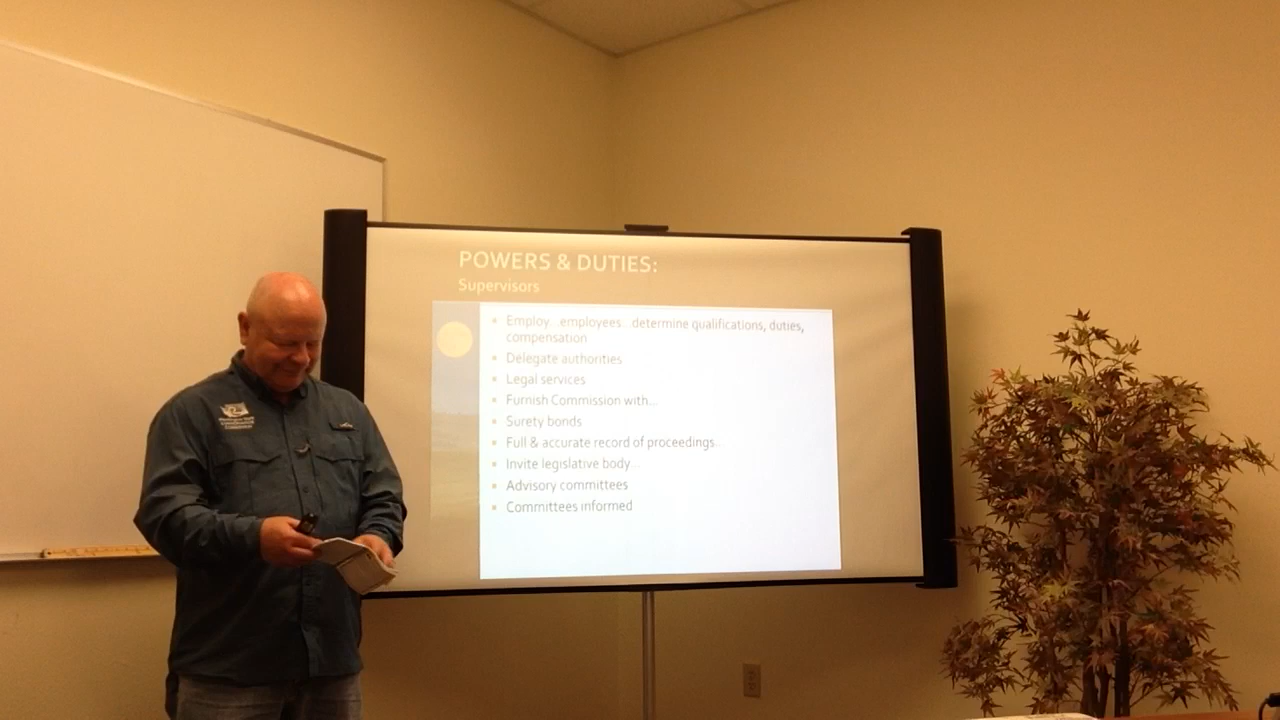 POWERS & DUTIES:
Supervisors
Employ...employees...determine qualifications, duties,
compensation
Delegate authorities
Legal services
Furnish Commission with...
Surety bonds
Full & accurate record of proceedings...
Invite legislative body...
Advisory committees
Committees informed